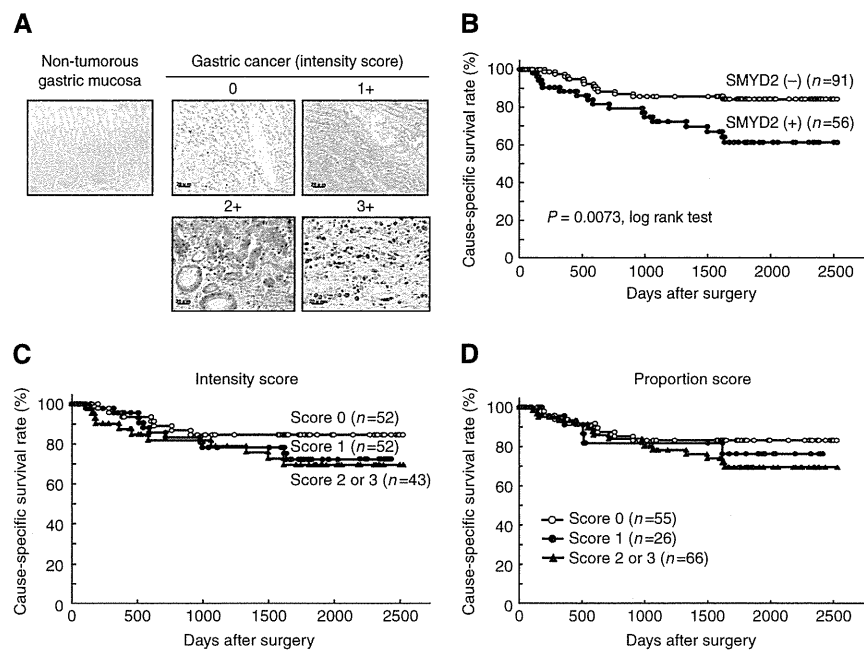 A
Non-tumorous
gastric mucosa
Gastric cancer (intensity score)
0
1+
2+
3+
B
Cause-specific survival rate (%)
100
80
60
40
20
0
SMYD2 (–) (n=91)
SMYD2 (+) (n=56)
P = 0.0073, log rank test
0 500 1000 1500 2000 2500
Days after surgery
C
Intensity score
Cause-specific survival rate (%)
100
80
60
40
20
0
Score 0 (n=52)
Score 1 (n=52)
Score 2 or 3 (n=43)
0 500 1000 1500 2000 2500
Days after surgery
D
Proportion score
Cause-specific survival rate (%)
100
80
60
40
20
0
Score 0 (n=55)
Score 1 (n=26)
Score 2 or 3 (n=66)
0 500 1000 1500 2000 2500
Days after surgery